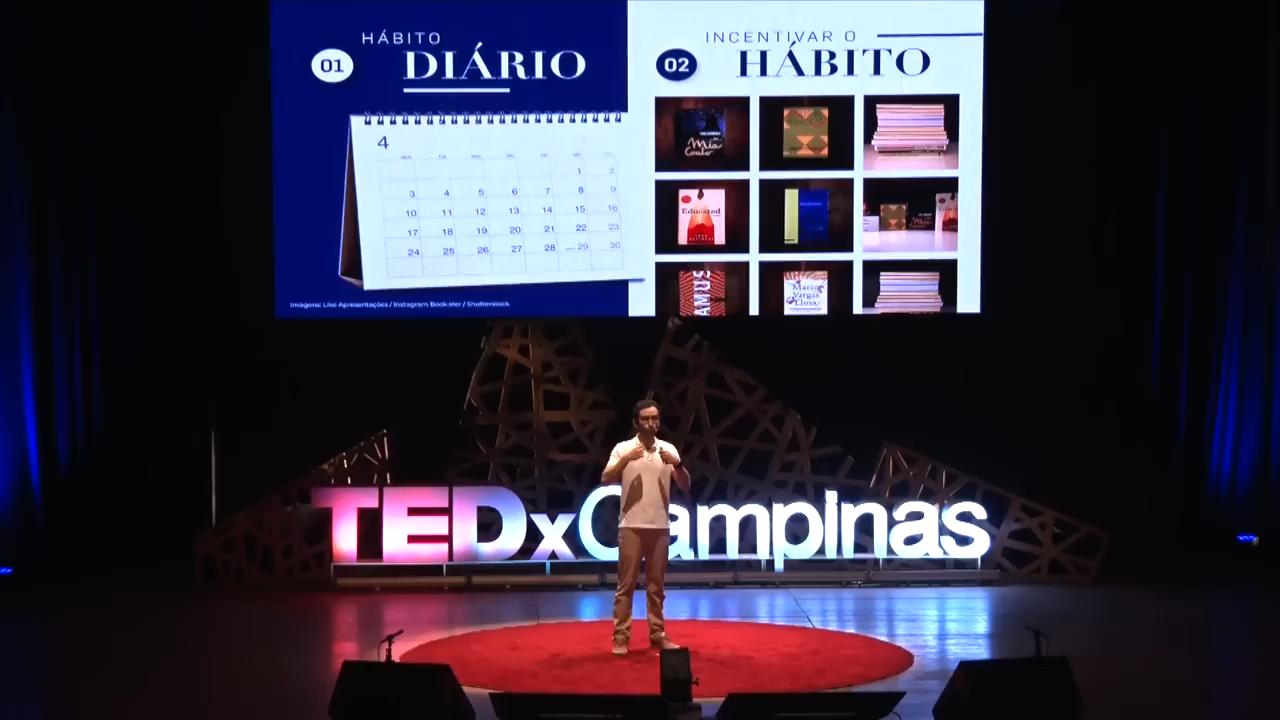 HÁBITO
01 DIÁRIO
4
1 2
3 4 5 6 7 8 9
10 11 12 13 14 15 16
17 18 19 20 21 22 23
24 25 26 27 28 29 30
Imagens: Like Apresentações / Instagram Bookster / Shutterstock
INCENTIVAR O
02 HÁBITO
Mia
Couto
Educated
Mario
Vargas
Llosa
TEDxCampinas